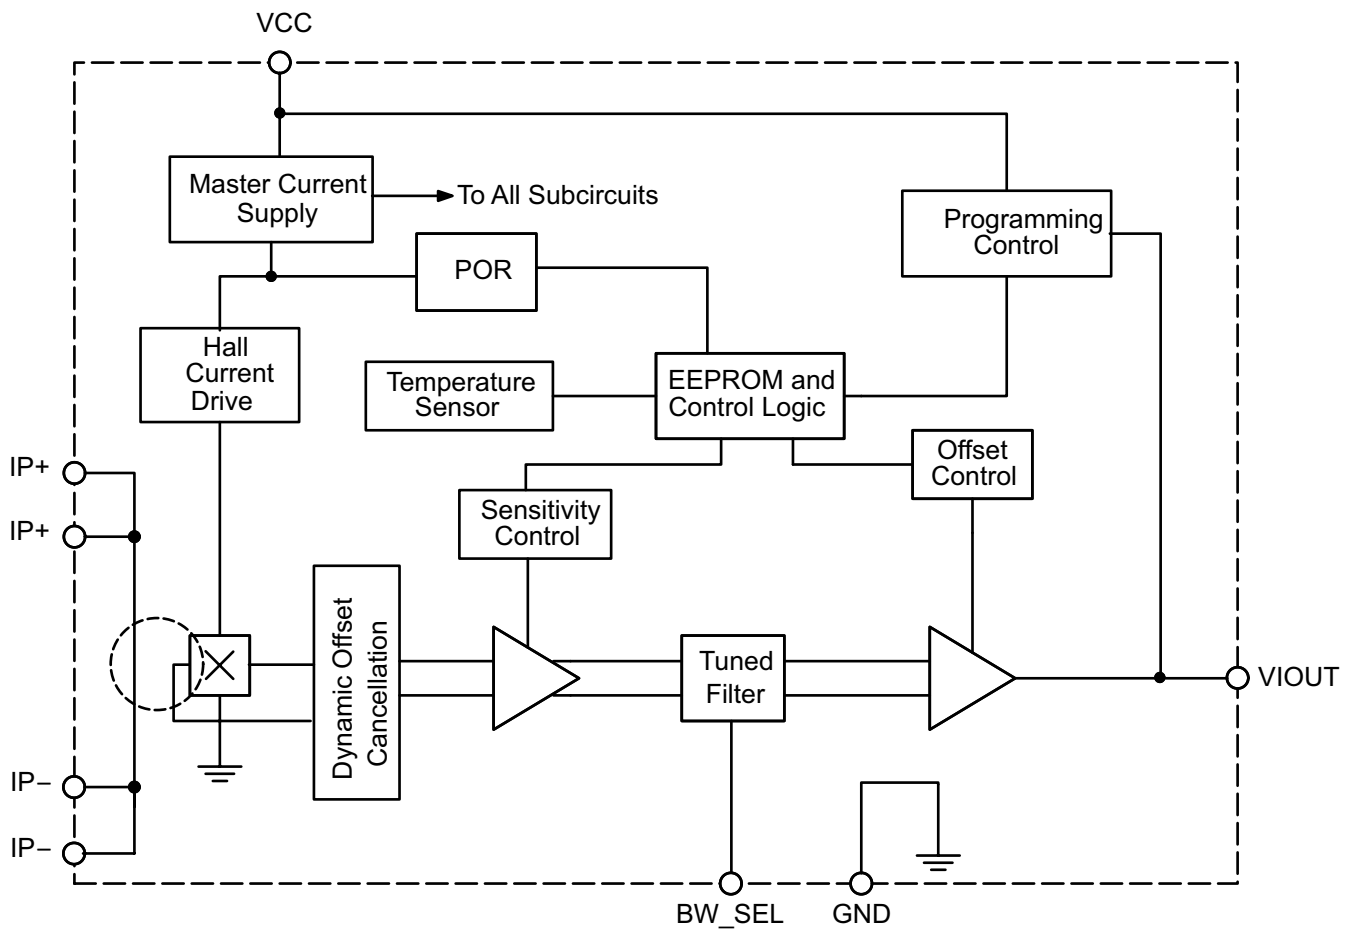 VCC
Master Current
Supply
To All Subcircuits
Programming
Control
POR
Hall
Current
Drive
Temperature
Sensor
EEPROM and
Control Logic
Offset
Control
IP+
IP+
Sensitivity
Control
Dynamic Offset
Cancellation
Tuned
Filter
VIOUT
IP–
IP–
BW_SEL
GND